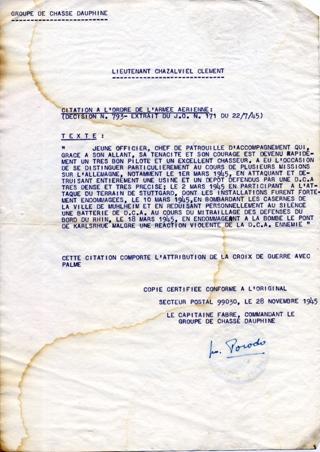 GROUPE DE CHASSE DAUPHINE
LIEUTENANT CHAZALVIEL CLEMENT
CITATION A L'ORDRE DE L'ARMEE AERIENNE:
(DECISION N. 793- EXTRAIT DU J.O. N. 171 DU 22/7/45)
T E X T E :
" JEUNE OFFICIER, CHEF DE PATROUILLE D'ACCOMPAGNEMENT QUI,
GRACE A SON ALLANT, SA TENACITE ET SON COURAGE EST DEVENU RAPIDE-
MENT UN TRES BON PILOTE ET UN EXCELLENT CHASSEUR, A EU L'OCCASION
DE SE DISTINGUER PARTICULIEREMENT AU COURS DE PLUSIEURS MISSIONS
SUR L'ALLEMAGNE, NOTAMMENT LE 1ER MARS 1945, EN ATTAQUANT ET DE-
TRUISANT ENTIEREMENT UNE USINE ET UN DEPOT DEFENDUS PAR UNE D.C.A
TRES DENSE ET TRES PRECISE; LE 2 MARS 1945 EN PARTICIPANT A L'AT-
TAQUE DU TERRAIN DE STUTTGARD, DONT LES INSTALLATIONS FURENT FORTE-
ENDOMMAGEES, LE 10 MARS 1945, EN BOMBARDANT LES CASERNES DE
LA VILLE DE MUHLHEIM ET EN REDUISANT PERSONNELLEMENT AU SILENCE
UNE BATTERIE DE D.C.A. AU COURS DU MITRAILLAGE DES DEFENSES DU
BORD DU RHIN, LE 18 MARS 1945, EN ENDOMMAGEANT A LA BOMBE LE PONT
DE KARLSRUHE MALGRE UNE REACTION VIOLENTE DE LA D.C.A. ENNEMIE "
CETTE CITATION COMPORTE L'ATTRIBUTION DE LA CROIX DE GUERRE AVEC
PALME
COPIE CERTIFIEE CONFORME A L'ORIGINAL
SECTEUR POSTAL 99030, LE 28 NOVEMBRE 1945
LE CAPITAINE FABRE, COMMANDANT LE
GROUPE DE CHASSE DAUPHINE